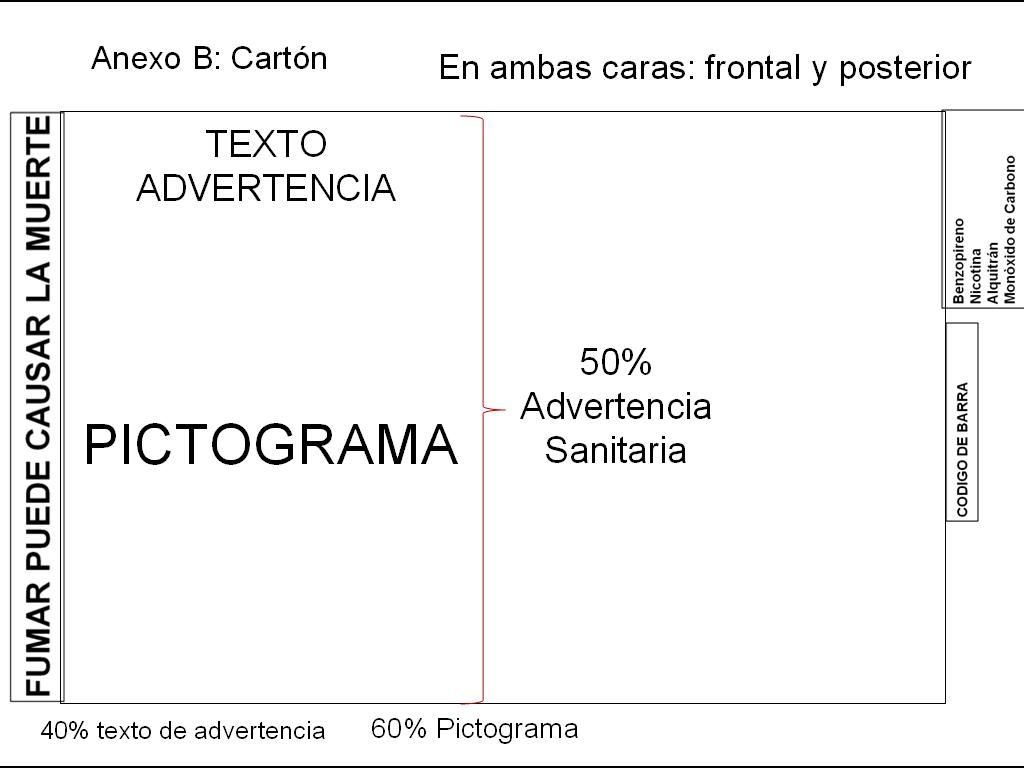 Anexo B: Cartón
En ambas caras: frontal y posterior
FUMAR PUEDE CAUSAR LA MUERTE
TEXTO
ADVERTENCIA
PICTOGRAMA
50%
Advertencia
Sanitaria
Benzopireno
Nicotina
Alquitrán
Monóxido de Carbono
CODIGO DE BARRA
40% texto de advertencia
60% Pictograma